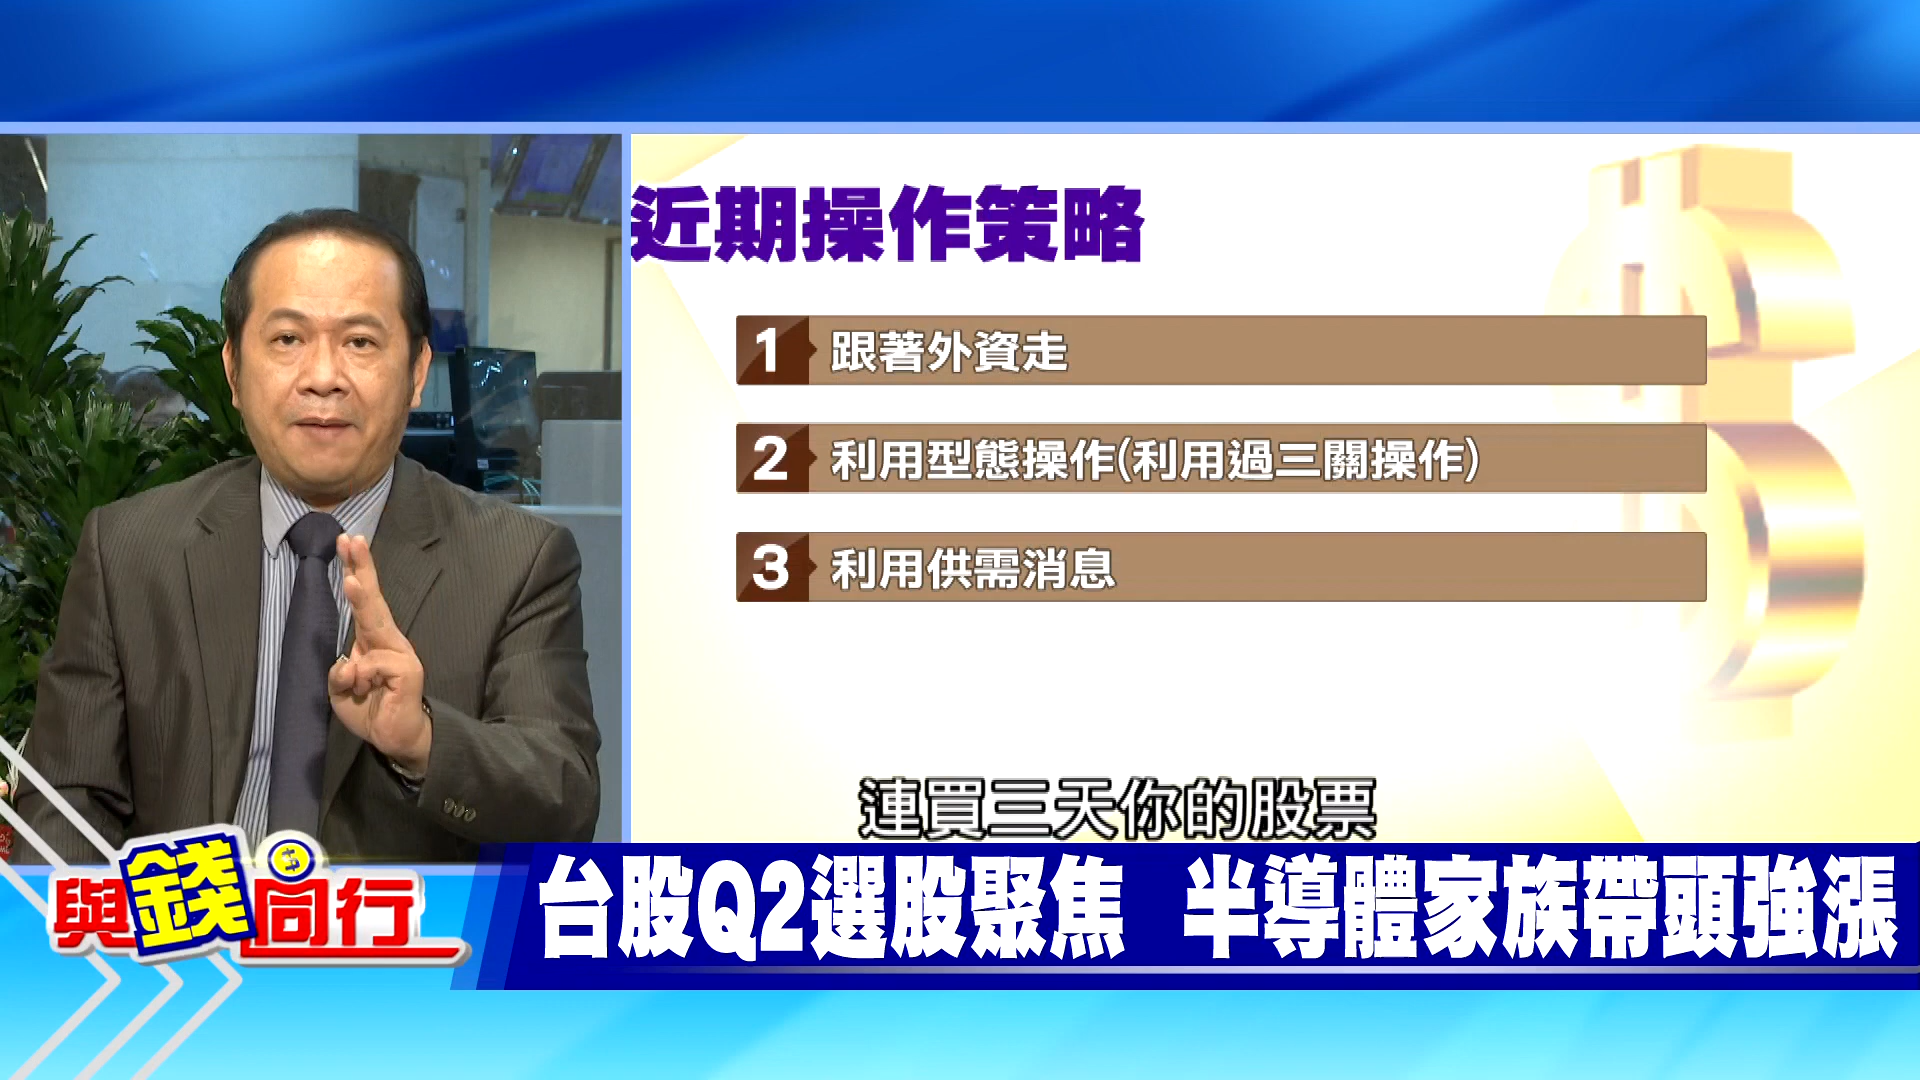 近期操作策略
1 跟著外資走
2 利用型態操作(利用過三關操作)
3 利用供需消息
連買三天你的股票
與錢同行
台股Q2選股聚焦 半導體家族帶頭強漲